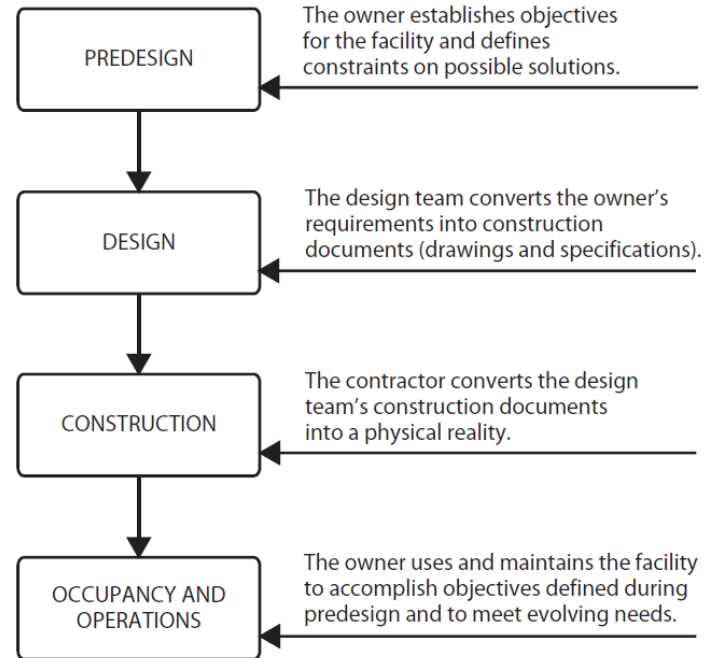 PREDESIGN
The owner establishes objectives
for the facility and defines
constraints on possible solutions.
DESIGN
The design team converts the owner’s
requirements into construction
documents (drawings and specifications).
CONSTRUCTION
The contractor converts the design
team’s construction documents
into a physical reality.
OCCUPANCY AND
OPERATIONS
The owner uses and maintains the facility
to accomplish objectives defined during
predesign and to meet evolving needs.